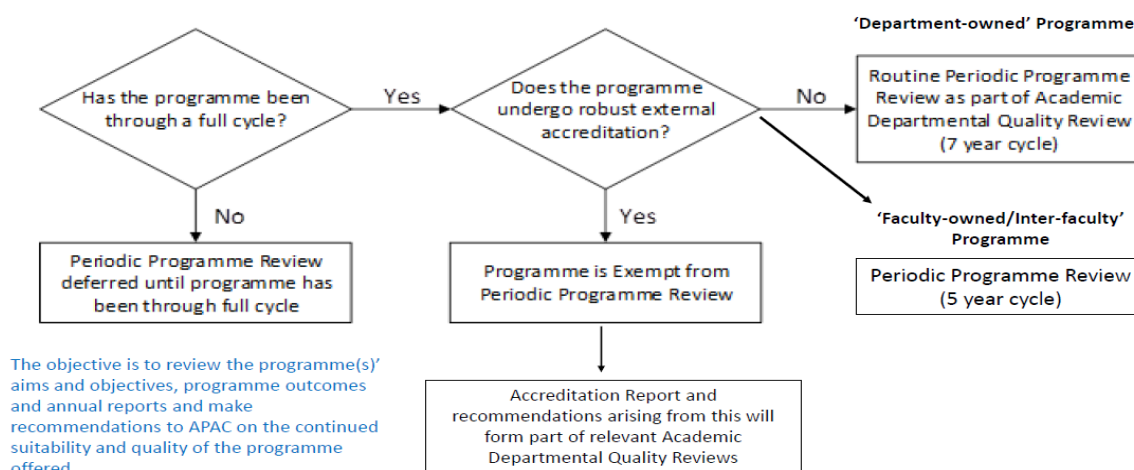 Has the programme been
through a full cycle?
Yes
Does the programme
undergo robust external
accreditation?
No
'Department-owned' Programme
Routine Periodic Programme
Review as part of Academic
Departmental Quality Review
(7 year cycle)
No
Periodic Programme Review
deferred until programme has
been through full cycle
Yes
Programme is Exempt from
Periodic Programme Review
'Faculty-owned/Inter-faculty'
Programme
Periodic Programme Review
(5 year cycle)
The objective is to review the programme(s)'
aims and objectives, programme outcomes
and annual reports and make
recommendations to APAC on the continued
suitability and quality of the programme
offered
Accreditation Report and
recommendations arising from this will
form part of relevant Academic
Departmental Quality Reviews